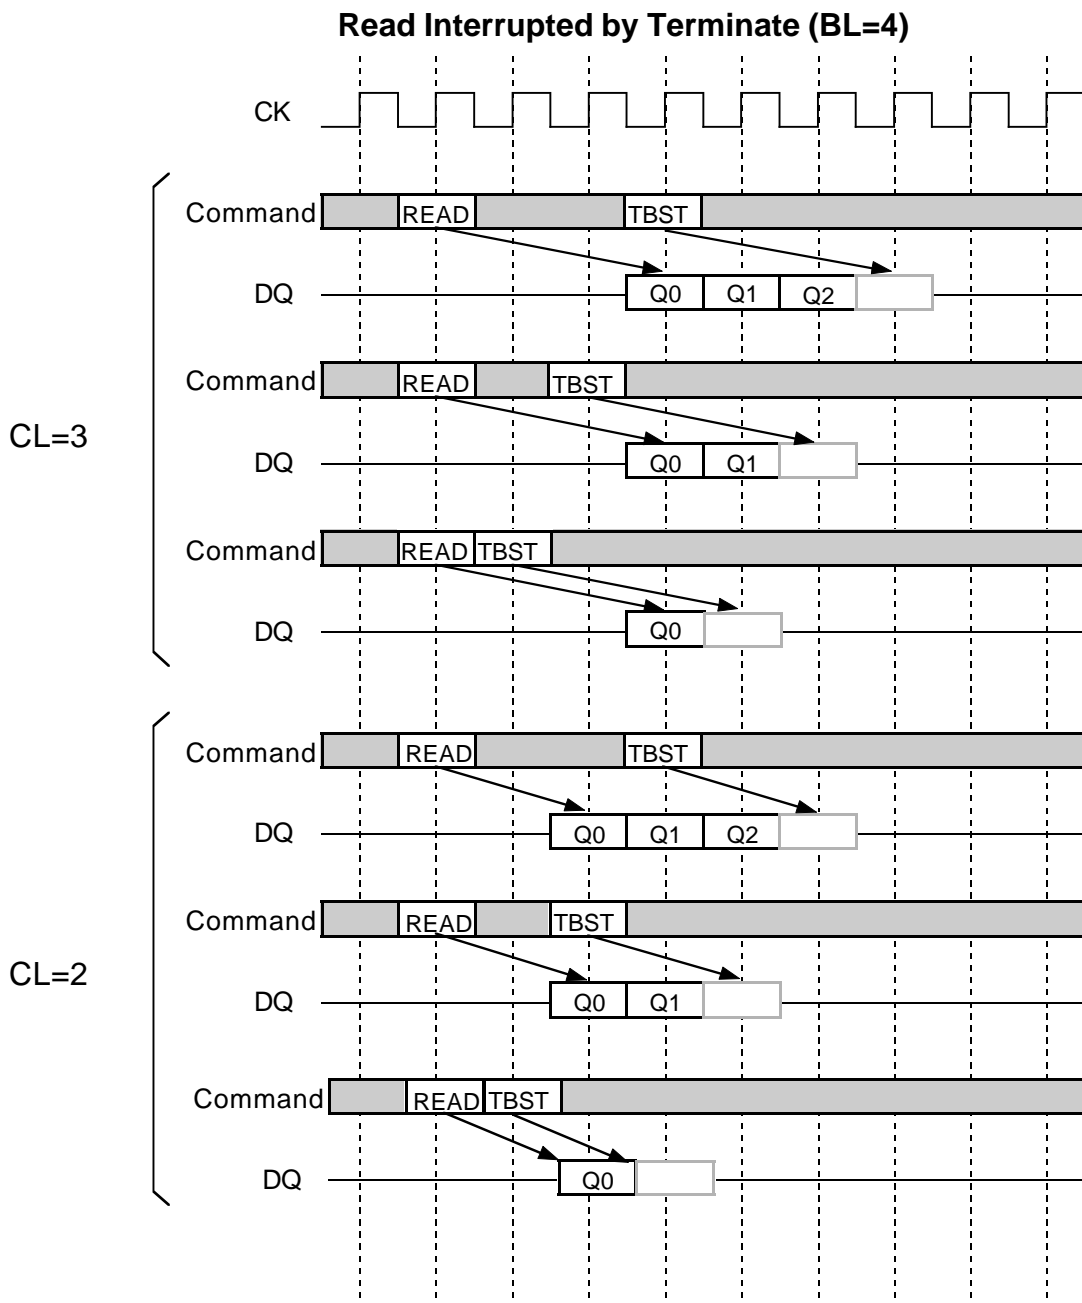 Read Interrupted by Terminate (BL=4)
CK
Command READ TBST
DQ Q0 Q1 Q2
Command READ TBST
CL=3
DQ Q0 Q1
Command READ TBST
DQ Q0
Command READ TBST
DQ Q0 Q1 Q2
Command READ TBST
CL=2
DQ Q0 Q1
Command READ TBST
DQ Q0